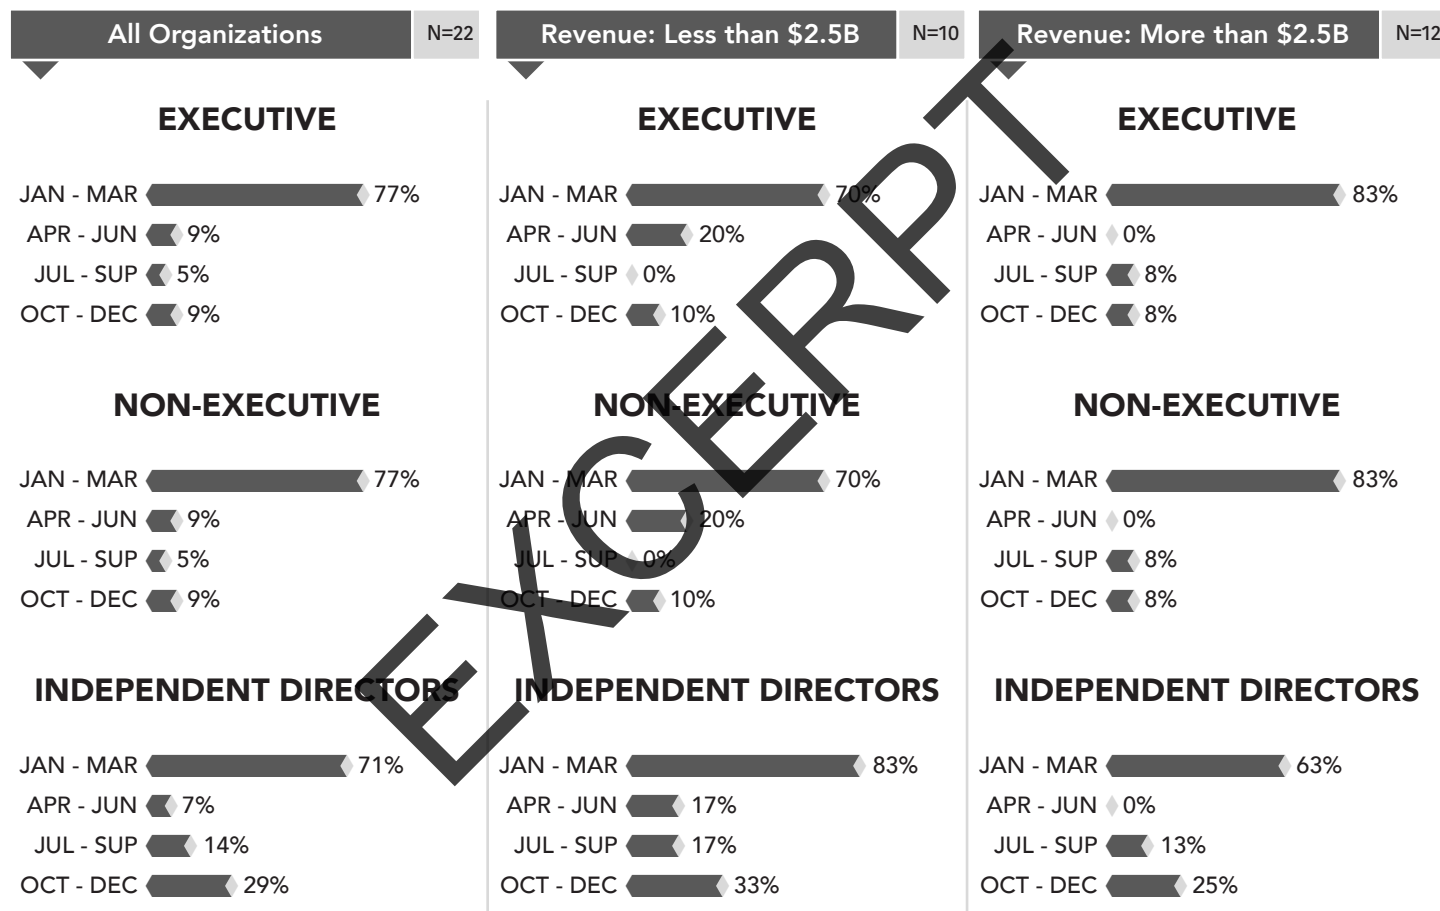 All Organizations N=22
EXECUTIVE
JAN - MAR 77%
APR - JUN 9%
JUL - SUP 5%
OCT - DEC 9%
NON-EXECUTIVE
JAN - MAR 77%
APR - JUN 9%
JUL - SUP 5%
OCT - DEC 9%
INDEPENDENT DIRECTORS
JAN - MAR 71%
APR - JUN 7%
JUL - SUP 14%
OCT - DEC 29%
Revenue: Less than $2.5B N=10
EXECUTIVE
JAN - MAR 70%
APR - JUN 20%
JUL - SUP 0%
OCT - DEC 10%
NON-EXECUTIVE
JAN - MAR 70%
APR - JUN 20%
JUL - SUP 0%
OCT - DEC 10%
INDEPENDENT DIRECTORS
JAN - MAR 83%
APR - JUN 17%
JUL - SUP 17%
OCT - DEC 33%
Revenue: More than $2.5B N=12
EXECUTIVE
JAN - MAR 83%
APR - JUN 0%
JUL - SUP 8%
OCT - DEC 8%
NON-EXECUTIVE
JAN - MAR 83%
APR - JUN 0%
JUL - SUP 8%
OCT - DEC 8%
INDEPENDENT DIRECTORS
JAN - MAR 63%
APR - JUN 0%
JUL - SUP 13%
OCT - DEC 25%
EXCERPT